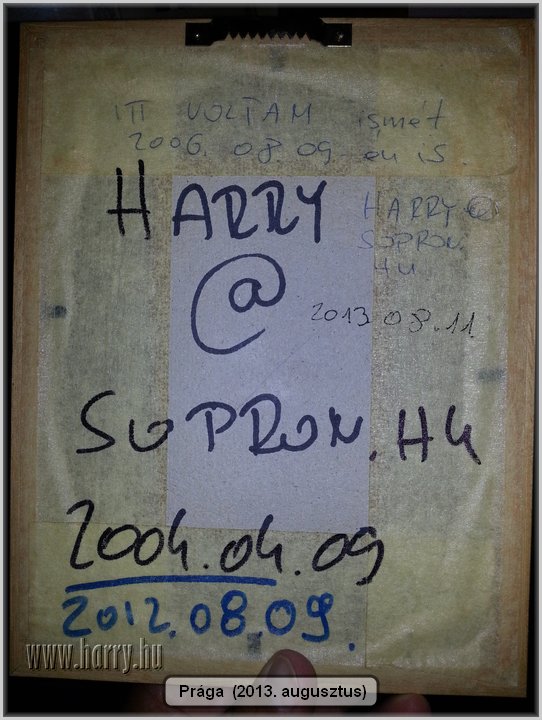 ITT VOLTAM ismét
2006. 08 09 én is.
HARRY
HARRY@
SOPRON.
HU
@
2013 08.11.
SOPRON.HU
2004.04.09
2012.08.09.
www.harry.hu
Prága (2013. augusztus)